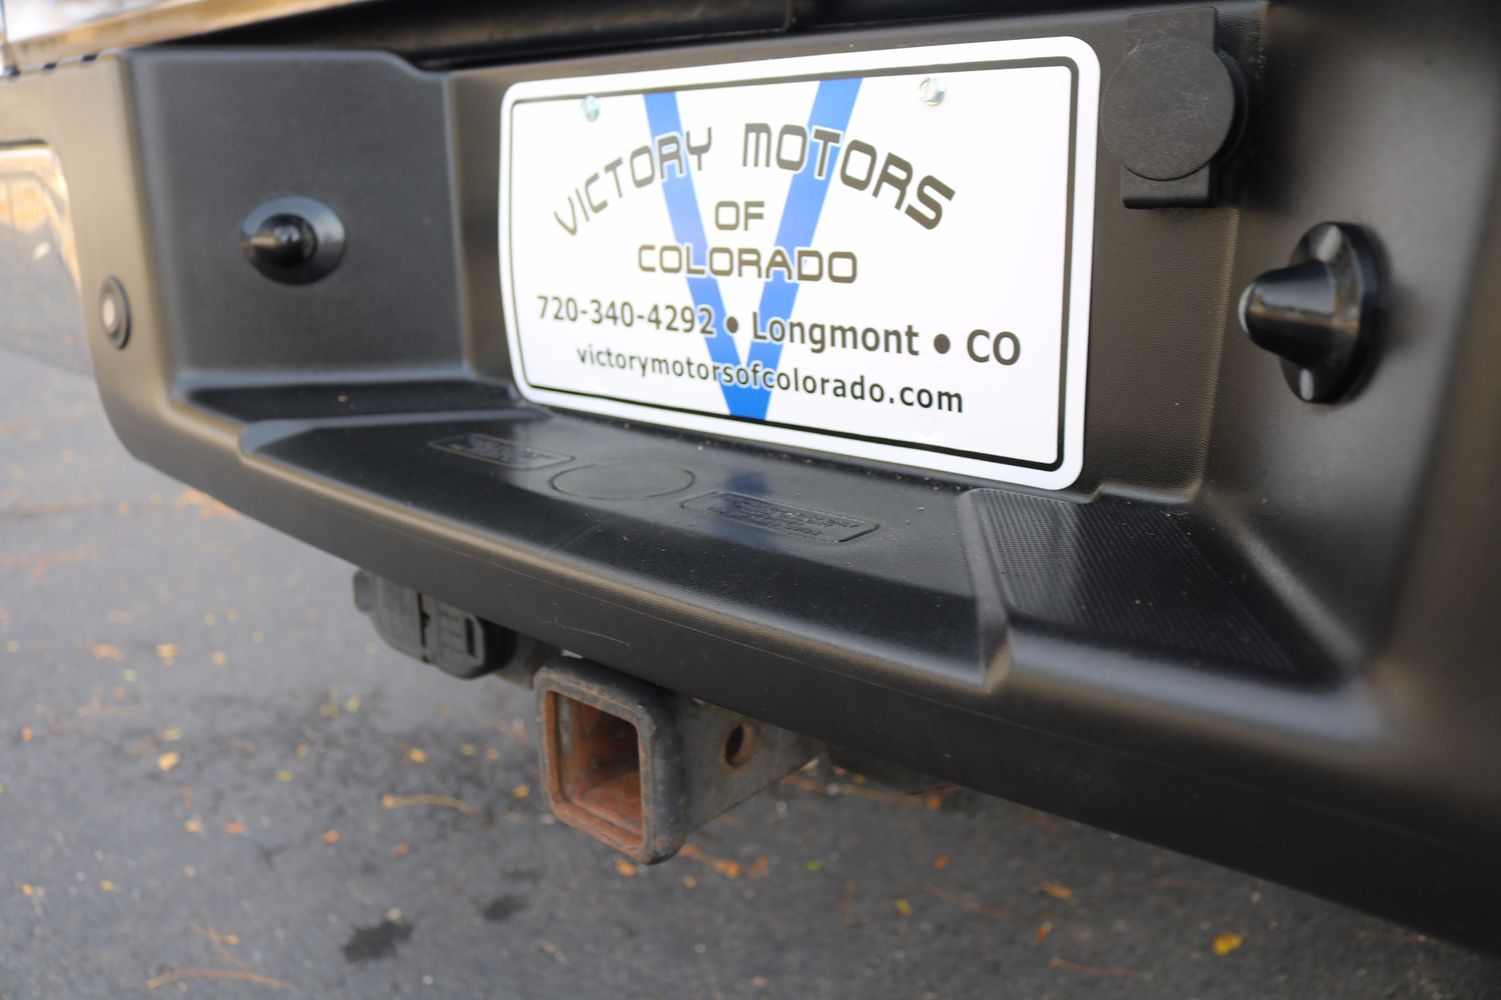 VICTORY MOTORS
OF
COLORADO
720-340-4292 • Longmont • CO
victorymotorsofcolorado.com